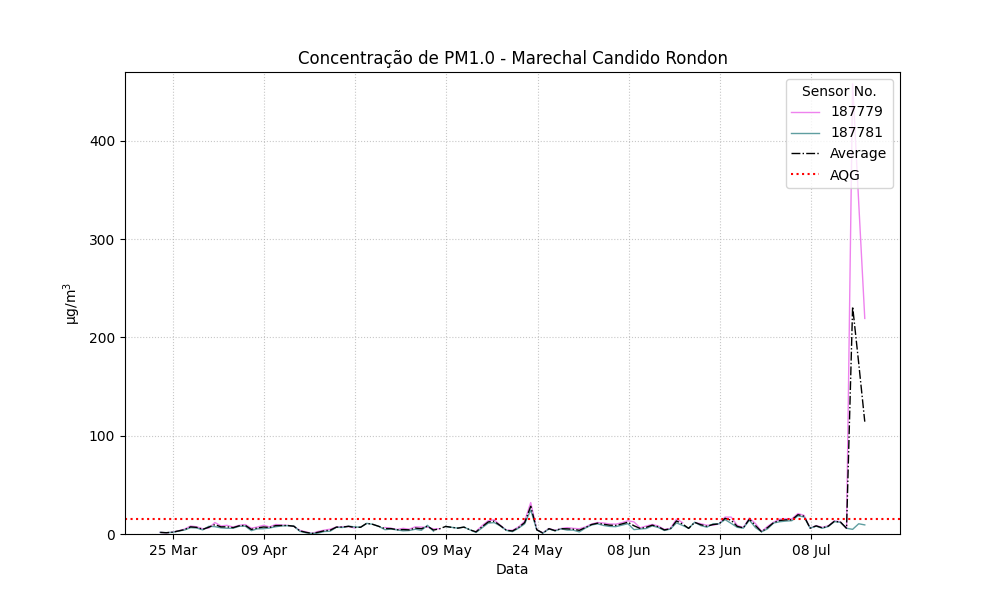 Concentração de PM1.0 - Marechal Candido Rondon
Sensor No.
187779
187781
Average
AQG
400
300
200
100
0
µg/m³
25 Mar
09 Apr
24 Apr
09 May
24 May
08 Jun
23 Jun
08 Jul
Data